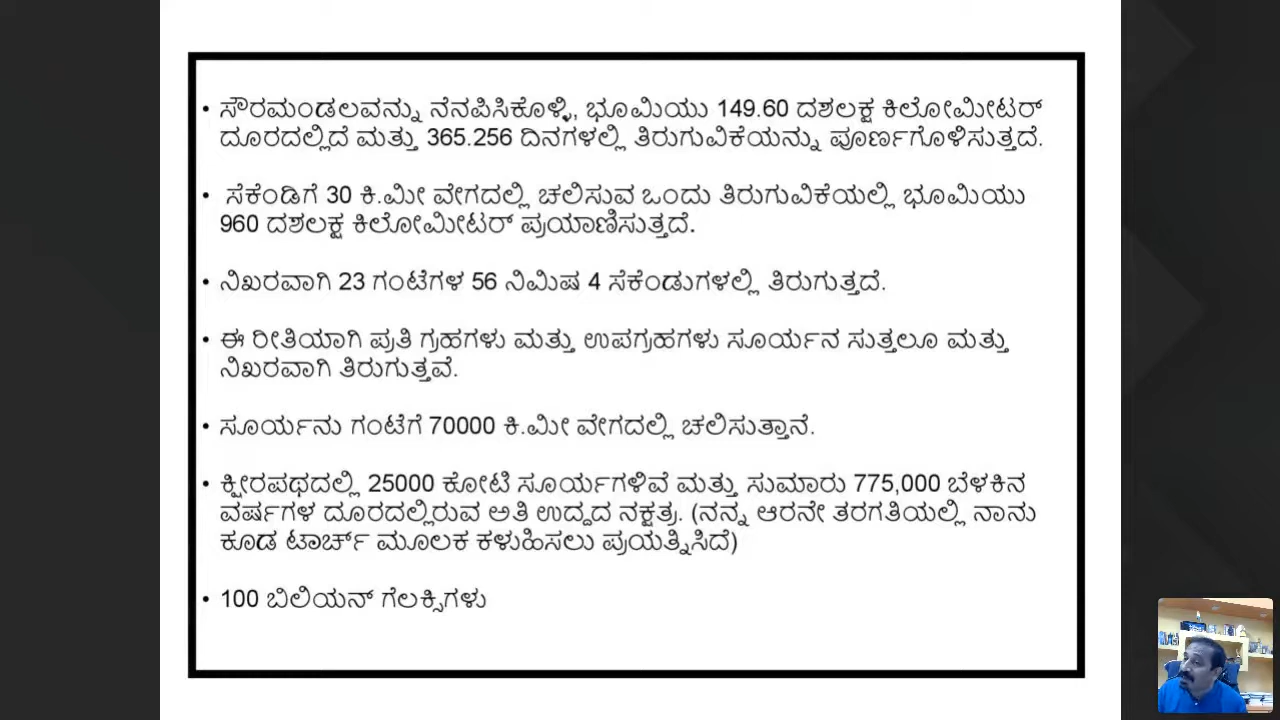 • ಸೌರಮಂಡಲವನ್ನು ನೆನಪಿಸಿಕೊಳ್ಳಿ, ಭೂಮಿಯು 149.60 ದಶಲಕ್ಷ ಕಿಲೋಮೀಟರ್
ದೂರದಲ್ಲಿದೆ ಮತ್ತು 365.256 ದಿನಗಳಲ್ಲಿ ತಿರುಗುವಿಕೆಯನ್ನು ಪೂರ್ಣಗೊಳಿಸುತ್ತದೆ.
• ಸೆಕೆಂಡಿಗೆ 30 ಕಿ.ಮೀ ವೇಗದಲ್ಲಿ ಚಲಿಸುವ ಒಂದು ತಿರುಗುವಿಕೆಯಲ್ಲಿ ಭೂಮಿಯು
960 ದಶಲಕ್ಷ ಕಿಲೋಮೀಟರ್ ಪ್ರಯಾಣಿಸುತ್ತದೆ.
• ನಿಖರವಾಗಿ 23 ಗಂಟೆಗಳ 56 ನಿಮಿಷ 4 ಸೆಕೆಂಡುಗಳಲ್ಲಿ ತಿರುಗುತ್ತದೆ.
• ಈ ರೀತಿಯಾಗಿ ಪ್ರತಿ ಗ್ರಹಗಳು ಮತ್ತು ಉಪಗ್ರಹಗಳು ಸೂರ್ಯನ ಸುತ್ತಲೂ ಮತ್ತು
ನಿಖರವಾಗಿ ತಿರುಗುತ್ತವೆ.
• ಸೂರ್ಯನು ಗಂಟೆಗೆ 70000 ಕಿ.ಮೀ ವೇಗದಲ್ಲಿ ಚಲಿಸುತ್ತಾನೆ.
• ಕ್ಷೀರಪಥದಲ್ಲಿ 25000 ಕೋಟಿ ಸೂರ್ಯಗಳಿವೆ ಮತ್ತು ಸುಮಾರು 775,000 ಬೆಳಕಿನ
ವರ್ಷಗಳ ದೂರದಲ್ಲಿರುವ ಅತಿ ಉದ್ದದ ನಕ್ಷತ್ರ. (ನನ್ನ ಆರನೇ ತರಗತಿಯಲ್ಲಿ ನಾನು
ಕೂಡ ಟಾರ್ಚ್ ಮೂಲಕ ಕಳುಹಿಸಲು ಪ್ರಯತ್ನಿಸಿದೆ)
• 100 ಬಿಲಿಯನ್ ಗೆಲಕ್ಸಿಗಳು